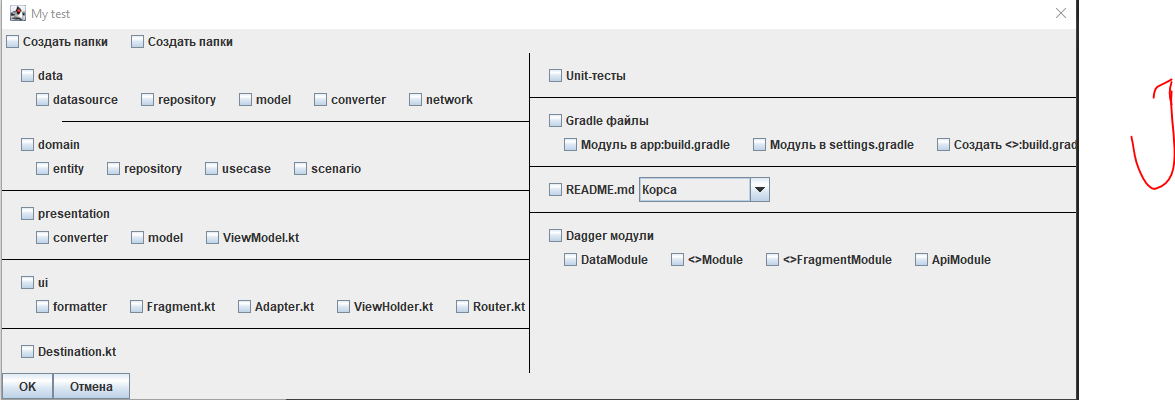 My test
Создать папки Создать папки
data
datasource repository model converter network
domain
entity repository usecase scenario
presentation
converter model ViewModel.kt
ui
formatter Fragment.kt Adapter.kt ViewHolder.kt Router.kt
Destination.kt
Unit-тесты
Gradle файлы
Модуль в app:build.gradle Модуль в settings.gradle Создать <>:build.grad
README.md Корса
Dagger модули
DataModule <>Module <>FragmentModule ApiModule
OK Отмена